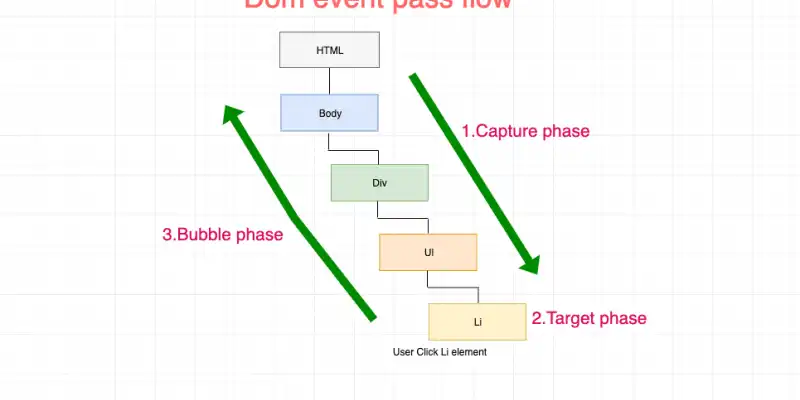 Dom event pass flow
HTML
Body
1.Capture phase
Div
3.Bubble phase
Ul
Li
2.Target phase
User Click Li element